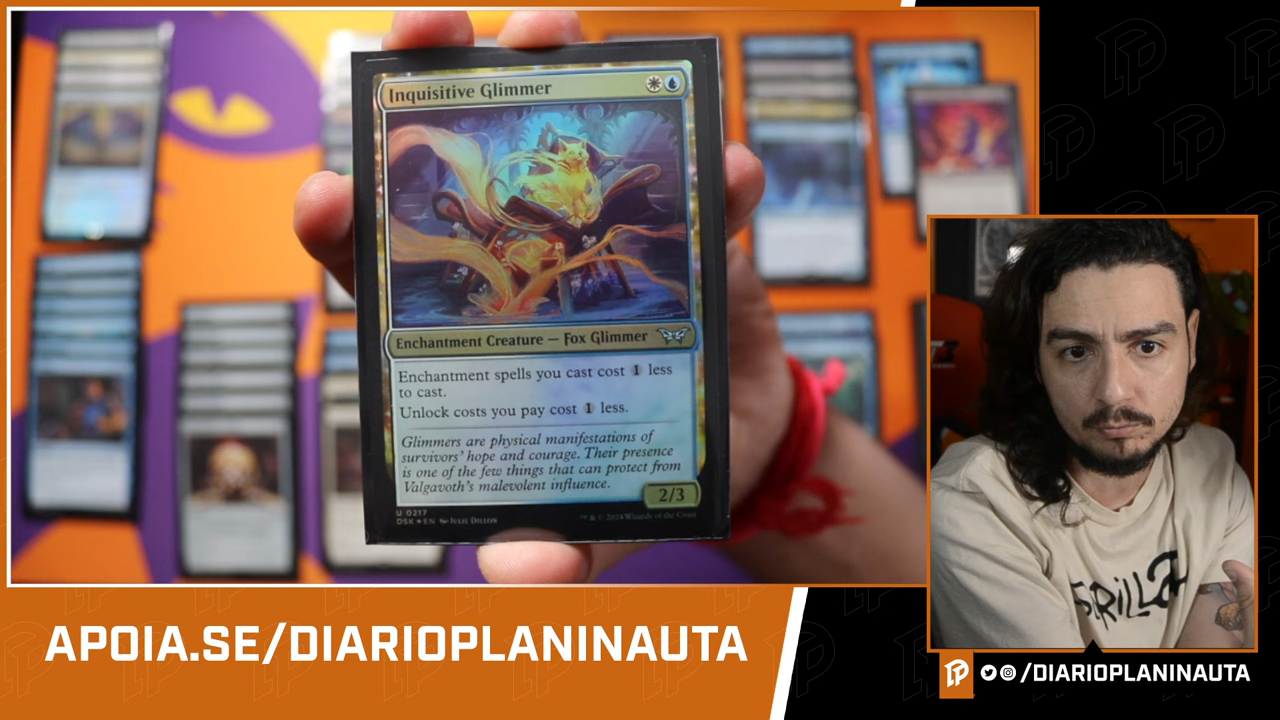 Inquisitive Glimmer
Enchantment Creature — Fox Glimmer
Enchantment spells you cast cost 1 less
to cast.
Unlock costs you pay cost 1 less.
Glimmers are physical manifestations of
survivors' hope and courage. Their presence
is one of the few things that can protect from
Valgavoth's malevolent influence.
2/3
U 0217
DSK ★ EN JULIE DILLON
™ & © 2024 Wizards of the Coast
APOIA.SE/DIARIOPLANINAUTA
/DIARIOPLANINAUTA